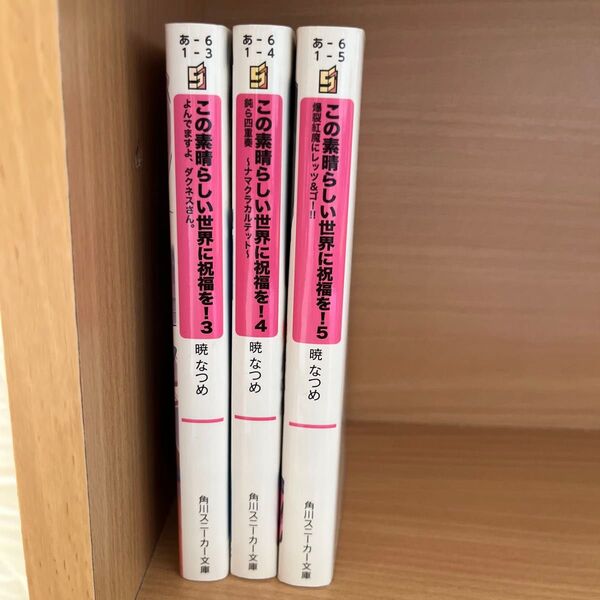 あ－6
1－3
この素晴らしい世界に祝福を！3
よんでますよ、ダクネスさん。
暁 なつめ
角川スニーカー文庫
あ－6
1－4
この素晴らしい世界に祝福を！4
鈍ら四重奏 ～ナマクラカルテット～
暁 なつめ
角川スニーカー文庫
あ－6
1－5
この素晴らしい世界に祝福を！5
爆裂紅魔にレッツ＆ゴー!!
暁 なつめ
角川スニーカー文庫